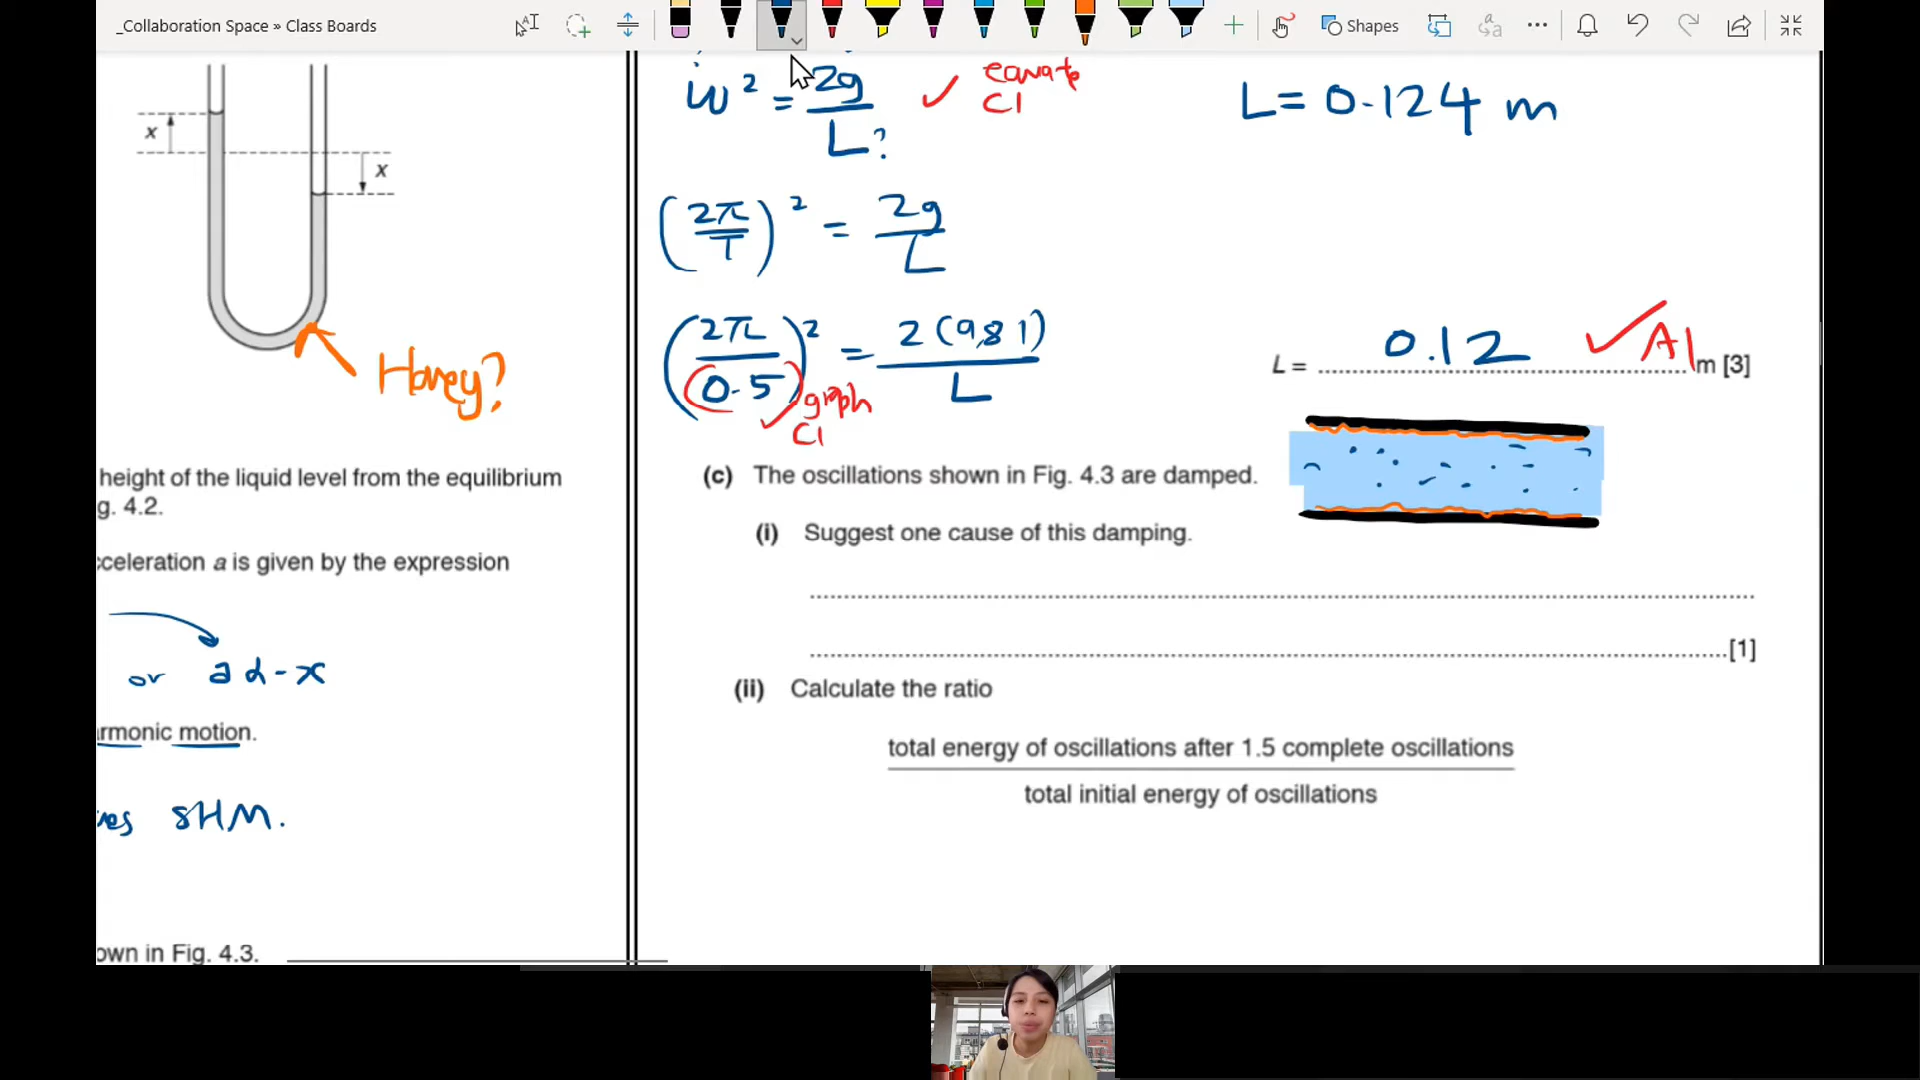 _Collaboration Space » Class Boards
Shapes
x
x
Honey?
height of the liquid level from the equilibrium
g. 4.2.
cceleration a is given by the expression
or a α - x
armonic motion.
ves SHM.
own in Fig. 4.3.
ω² = 2g / L?
✓ equate
C1
L = 0.124 m
(2π / T)² = 2g / L
(2π / 0.5)² = 2(9.81) / L
✓ graph
C1
L = 0.12 m [3]
✓ A1
(c) The oscillations shown in Fig. 4.3 are damped.
(i) Suggest one cause of this damping.
[1]
(ii) Calculate the ratio
total energy of oscillations after 1.5 complete oscillations
total initial energy of oscillations